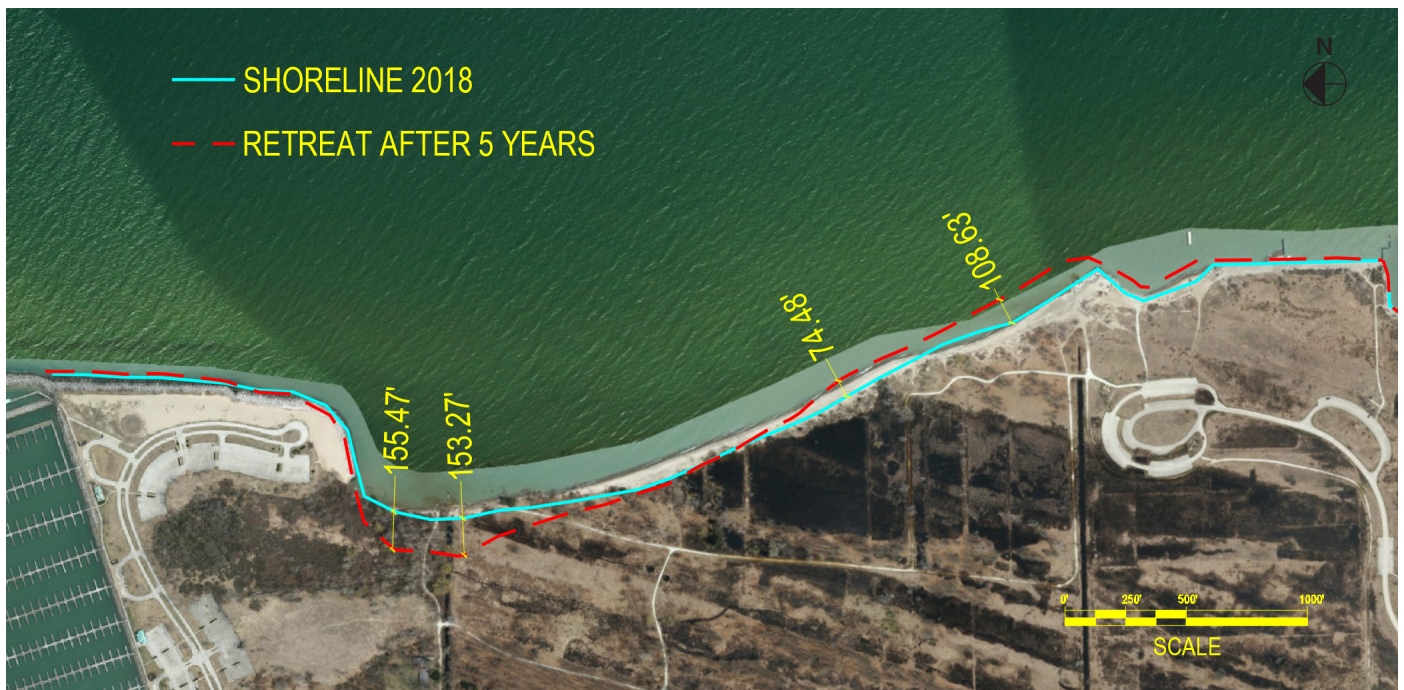 N
SHORELINE 2018
RETREAT AFTER 5 YEARS
108.63'
74.48'
155.47'
153.27'
0' 250' 500' 1000'
SCALE